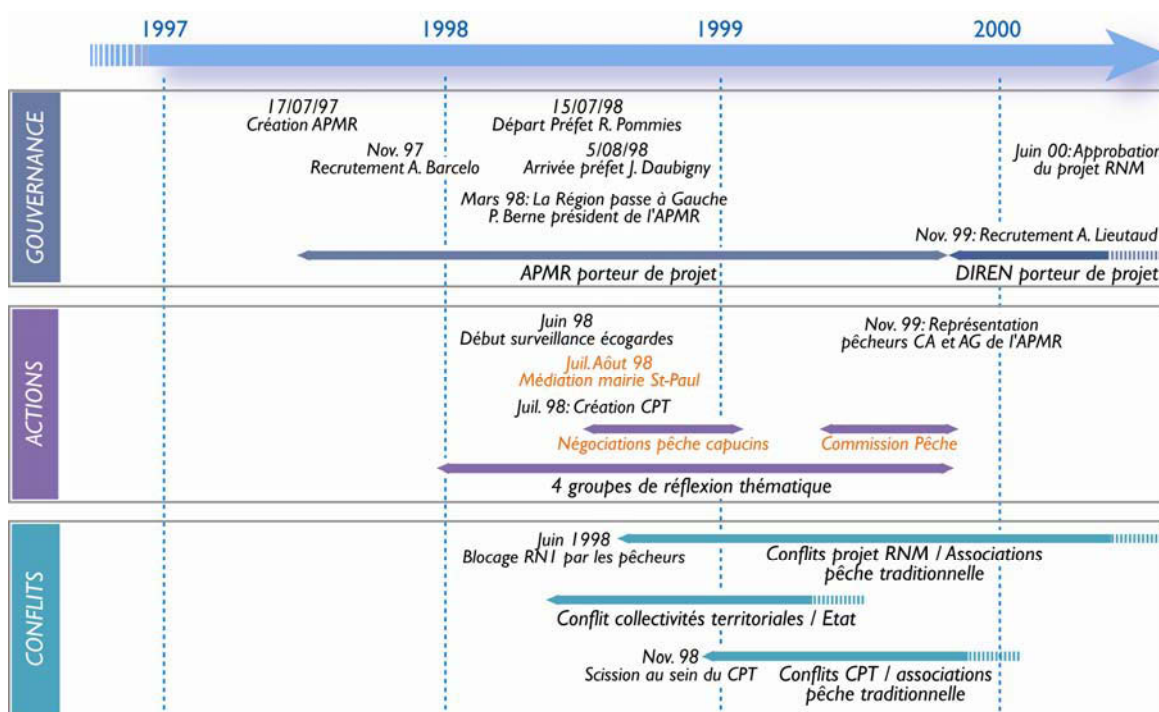 1997 1998 1999 2000
GOUVERNANCE
17/07/97
Création APMR
15/07/98
Départ Préfet R. Pommies
Nov. 97
Recrutement A. Barcelo
5/08/98
Arrivée préfet J. Daubigny
Juin 00: Approbation
du projet RNM
Mars 98: La Région passe à Gauche
P. Berne président de l'APMR
Nov. 99: Recrutement A. Lieutaud
APMR porteur de projet
DIREN porteur de projet
ACTIONS
Juin 98
Début surveillance écogardes
Nov. 99: Représentation
pêcheurs CA et AG de l'APMR
Juil. Aôut 98
Médiation mairie St-Paul
Juil. 98: Création CPT
Négociations pêche capucins
Commission Pêche
4 groupes de réflexion thématique
CONFLITS
Juin 1998
Blocage RN1 par les pêcheurs
Conflits projet RNM / Associations
pêche traditionnelle
Conflit collectivités territoriales / Etat
Nov. 98
Scission au sein du CPT
Conflits CPT / associations
pêche traditionnelle